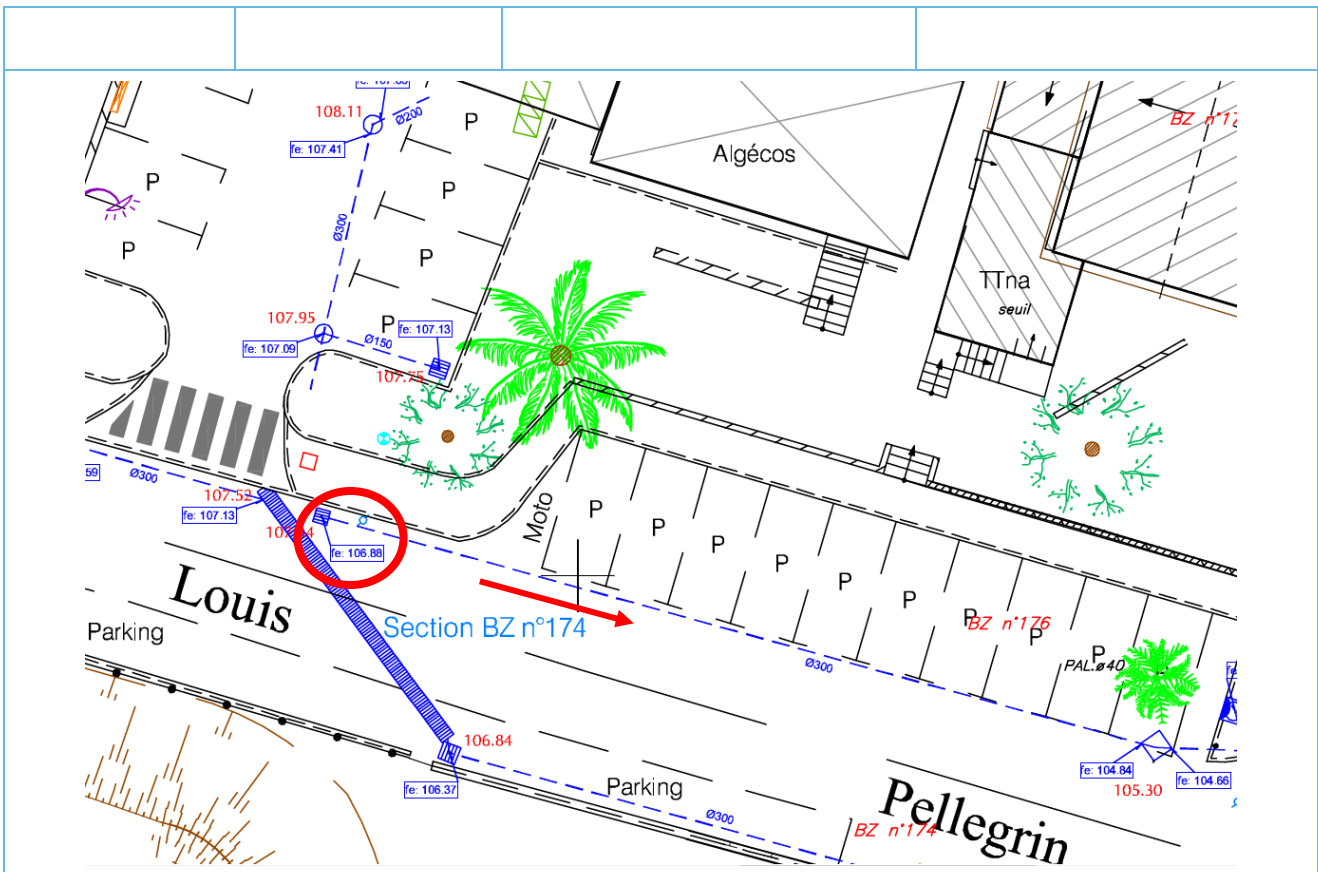 108.11
Ø200
P
fe: 107.41
Algécos
BZ n°17
P
P
P
Ø300
P
TTna
seuil
107.95
P
fe: 107.13
fe: 107.09
Ø150
107.75
59
Ø300
107.52
fe: 107.13
fe: 106.88
Moto
P
P
P
P
P
P
P
P
P
BZ n°176
PAL.ø40
Louis
Parking
Section BZ n°174
Ø300
106.84
fe: 106.37
Parking
Ø300
fe: 104.84
fe: 104.66
105.30
Pellegrin
BZ n°174